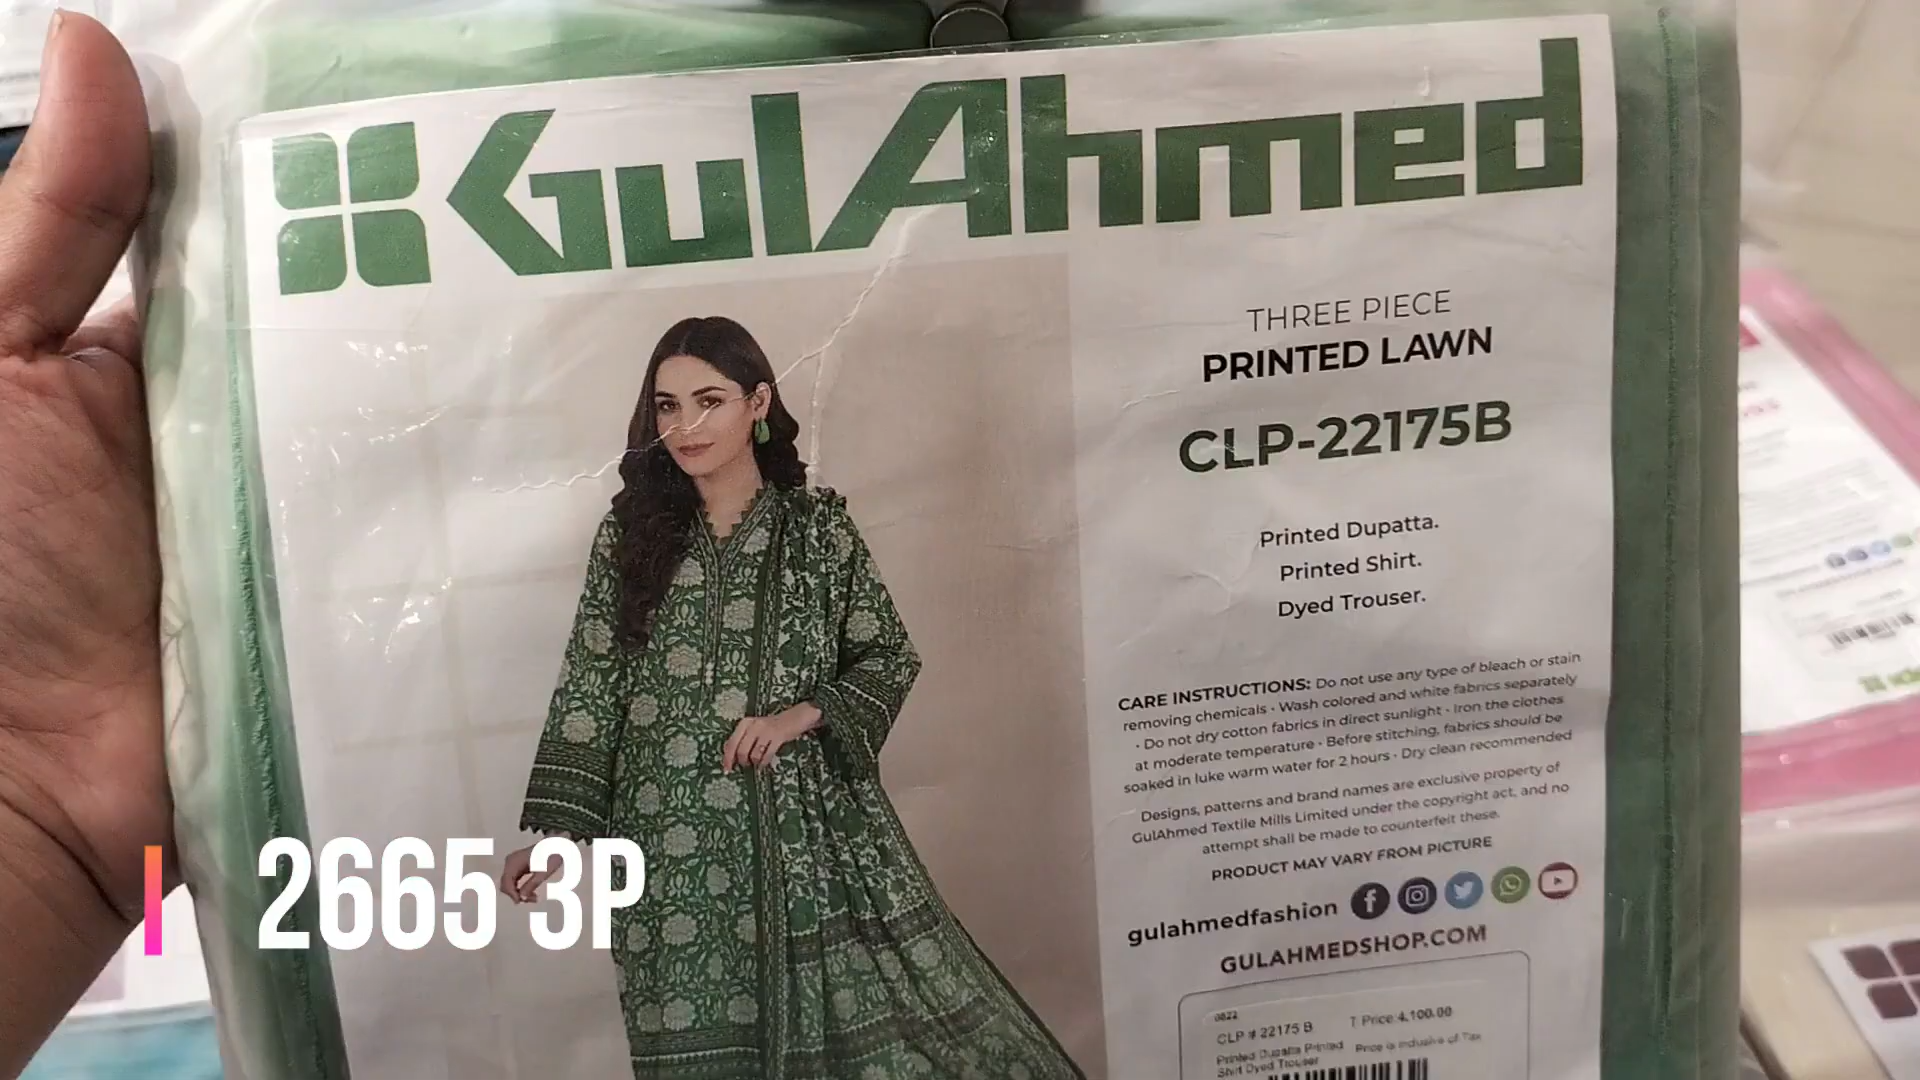 GulAhmed
THREE PIECE
PRINTED LAWN
CLP-22175B
Printed Dupatta.
Printed Shirt.
Dyed Trouser.
CARE INSTRUCTIONS: Do not use any type of bleach or stain
removing chemicals • Wash colored and white fabrics separately
• Do not dry cotton fabrics in direct sunlight • Iron the clothes
at moderate temperature • Before stitching, fabrics should be
soaked in luke warm water for 2 hours • Dry clean recommended
Designs, patterns and brand names are exclusive property of
GulAhmed Textile Mills Limited under the copyright act, and no
attempt shall be made to counterfeit these.
PRODUCT MAY VARY FROM PICTURE
gulahmedfashion
GULAHMEDSHOP.COM
0822
CLP # 22175 B T Price:4,100.00
Printed Dupatta Printed Price is inclusive of Tax
Shirt Dyed Trouser
2665 3P